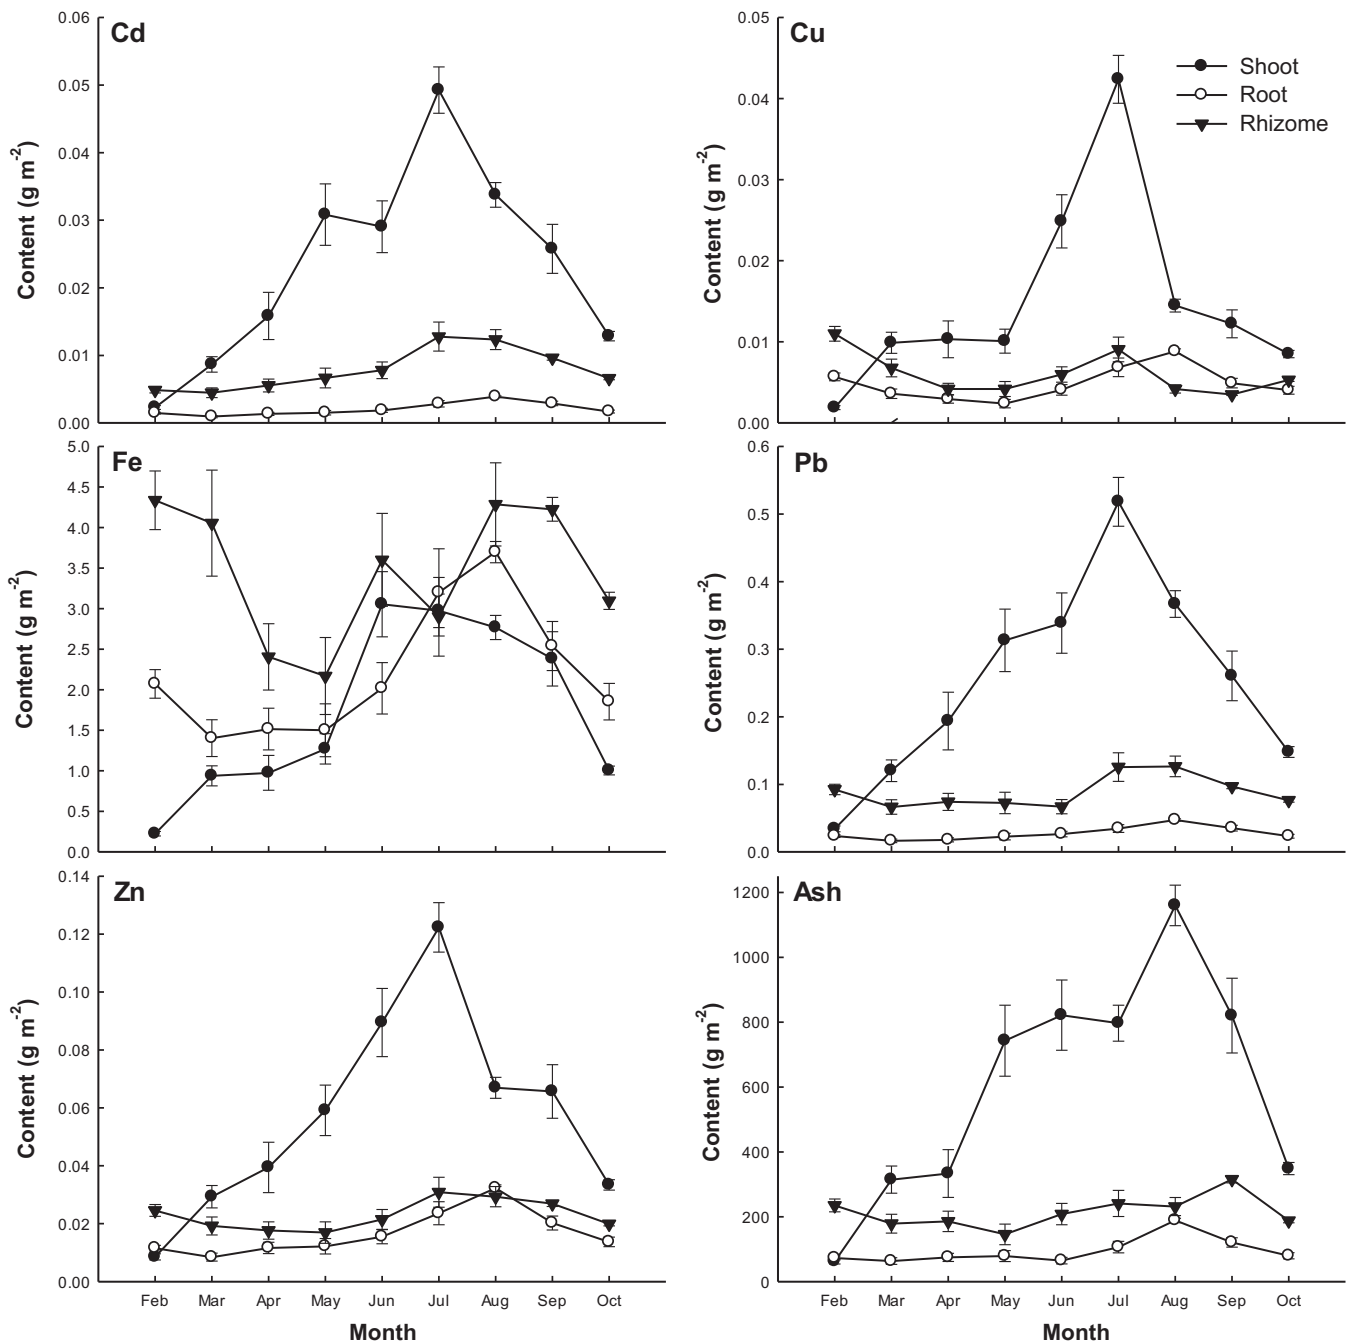 Cd
0.06
0.05
0.04
0.03
0.02
0.01
0.00
Content (g m-2)
Cu
0.05
0.04
0.03
0.02
0.01
0.00
Content (g m-2)
Shoot
Root
Rhizome
Fe
5.0
4.5
4.0
3.5
3.0
2.5
2.0
1.5
1.0
0.5
0.0
Content (g m-2)
Pb
0.6
0.5
0.4
0.3
0.2
0.1
0.0
Content (g m-2)
Zn
0.14
0.12
0.10
0.08
0.06
0.04
0.02
0.00
Content (g m-2)
Feb Mar Apr May Jun Jul Aug Sep Oct
Month
Ash
1200
1000
800
600
400
200
0
Content (g m-2)
Feb Mar Apr May Jun Jul Aug Sep Oct
Month